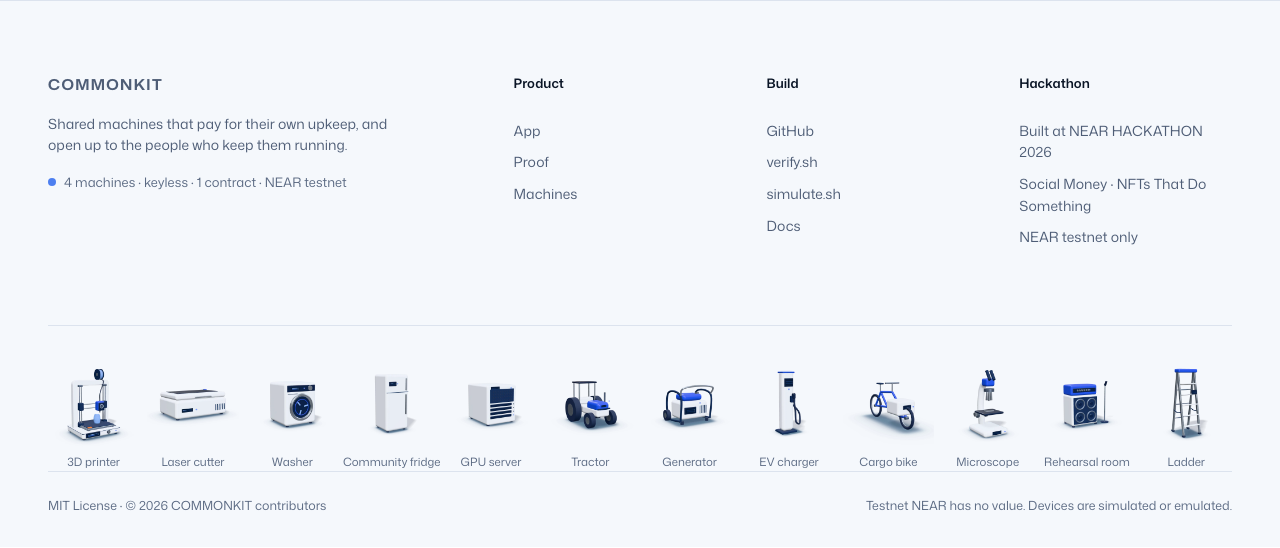 COMMONKIT
Shared machines that pay for their own upkeep, and
open up to the people who keep them running.
4 machines · keyless · 1 contract · NEAR testnet
Product
App
Proof
Machines
Build
GitHub
verify.sh
simulate.sh
Docs
Hackathon
Built at NEAR HACKATHON
2026
Social Money · NFTs That Do
Something
NEAR testnet only
3D printer
Laser cutter
Washer
Community fridge
GPU server
Tractor
Generator
EV charger
Cargo bike
Microscope
Rehearsal room
Ladder
MIT License · © 2026 COMMONKIT contributors
Testnet NEAR has no value. Devices are simulated or emulated.